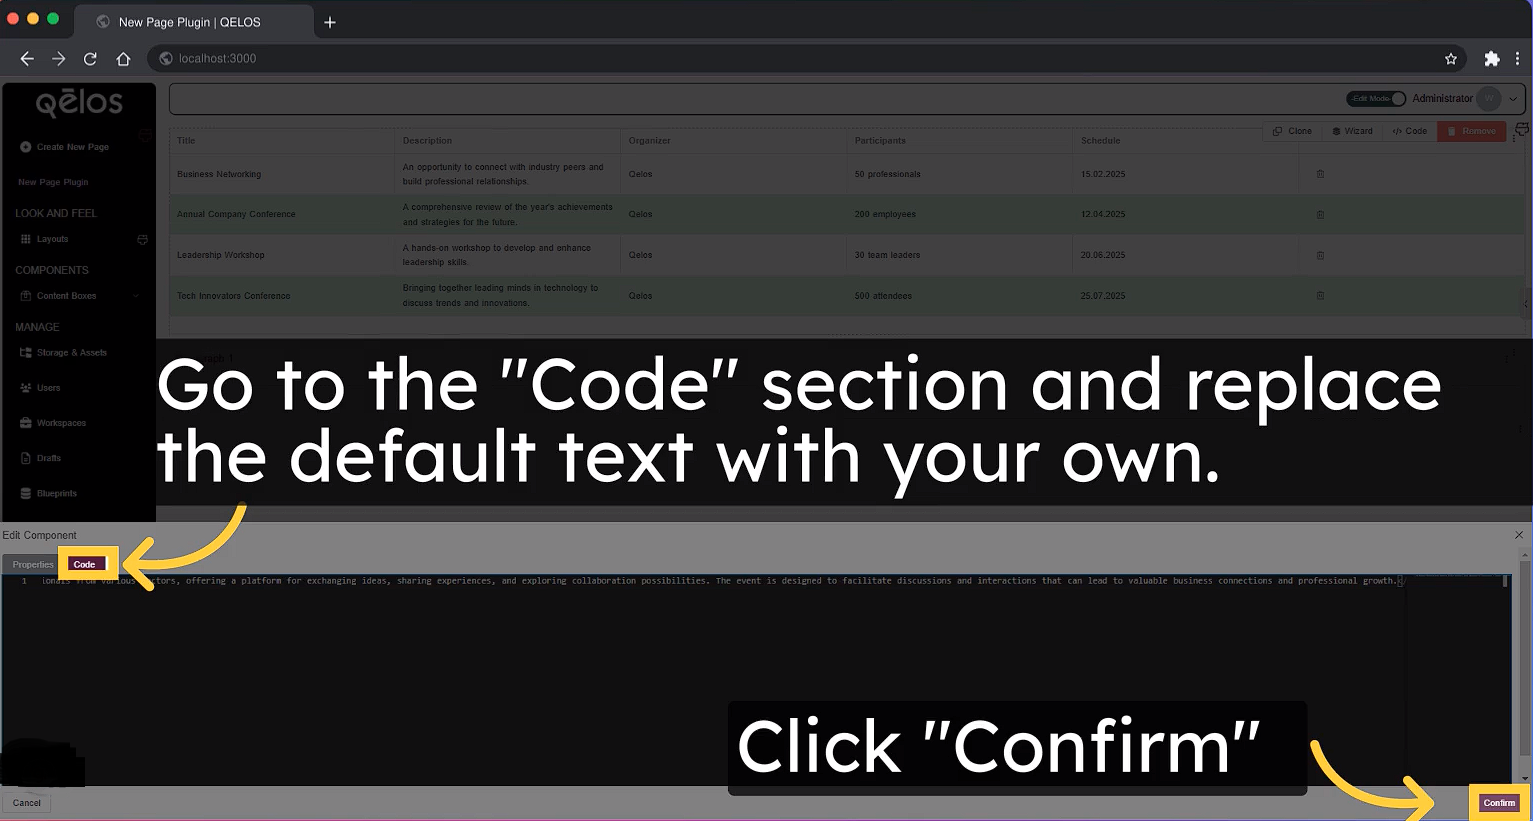 New Page Plugin | QELOS
localhost:3000
qēlos
Edit Mode
Administrator
W
Create New Page
New Page Plugin
LOOK AND FEEL
Layouts
COMPONENTS
Content Boxes
MANAGE
Storage & Assets
Users
Workspaces
Drafts
Blueprints
Clone
Wizard
</> Code
Remove
Title Description Organizer Participants Schedule
Business Networking
An opportunity to connect with industry peers and
build professional relationships.
Qelos
50 professionals
15.02.2025
Annual Company Conference
A comprehensive review of the year's achievements
and strategies for the future.
Qelos
200 employees
12.04.2025
Leadership Workshop
A hands-on workshop to develop and enhance
leadership skills.
Qelos
30 team leaders
20.06.2025
Tech Innovators Conference
Bringing together leading minds in technology to
discuss trends and innovations.
Qelos
500 attendees
25.07.2025
Go to the "Code" section and replace
the default text with your own.
Edit Component
Properties
Code
1 ionals from various ctors, offering a platform for exchanging ideas, sharing experiences, and exploring collaboration possibilities. The event is designed to facilitate discussions and interactions that can lead to valuable business connections and professional growth.
Click "Confirm"
Cancel
Confirm